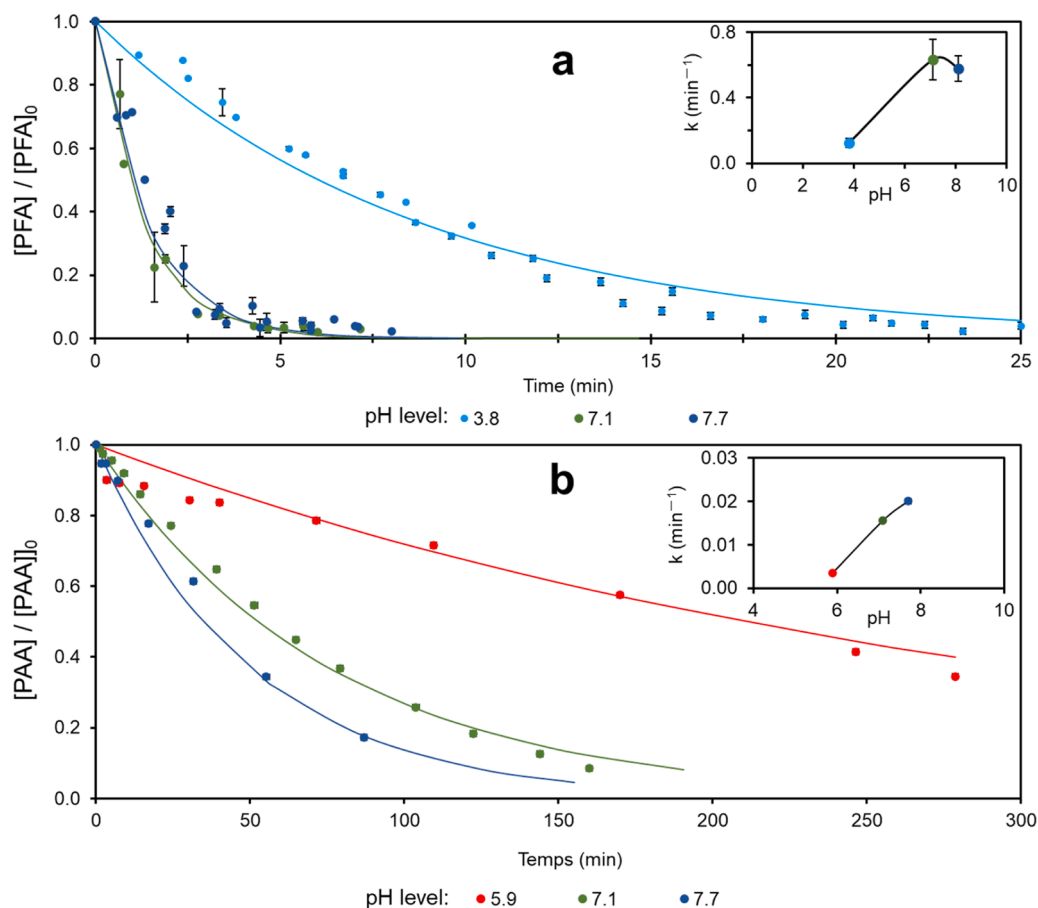 a
[PFA] / [PFA]0
1.0
0.8
0.6
0.4
0.2
0.0
0 5 10 15 20 25
Time (min)
k (min−1)
0.8
0.6
0.4
0.2
0.0
0 2 4 6 8 10
pH
pH level: 3.8 7.1 7.7
b
[PAA] / [PAA]]0
1.0
0.8
0.6
0.4
0.2
0.0
0 50 100 150 200 250 300
Temps (min)
k (min−1)
0.03
0.02
0.01
0.00
4 6 8 10
pH
pH level: 5.9 7.1 7.7